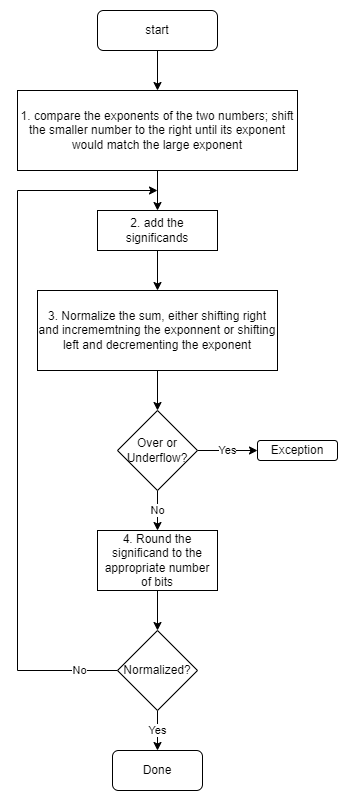 start
1. compare the exponents of the two numbers; shift
the smaller number to the right until its exponent
would match the large exponent
2. add the
significands
3. Normalize the sum, either shifting right
and incrememtning the exponnent or shifting
left and decrementing the exponent
Over or
Underflow?
Yes
Exception
No
4. Round the
significand to the
appropriate number
of bits
Normalized?
No
Yes
Done